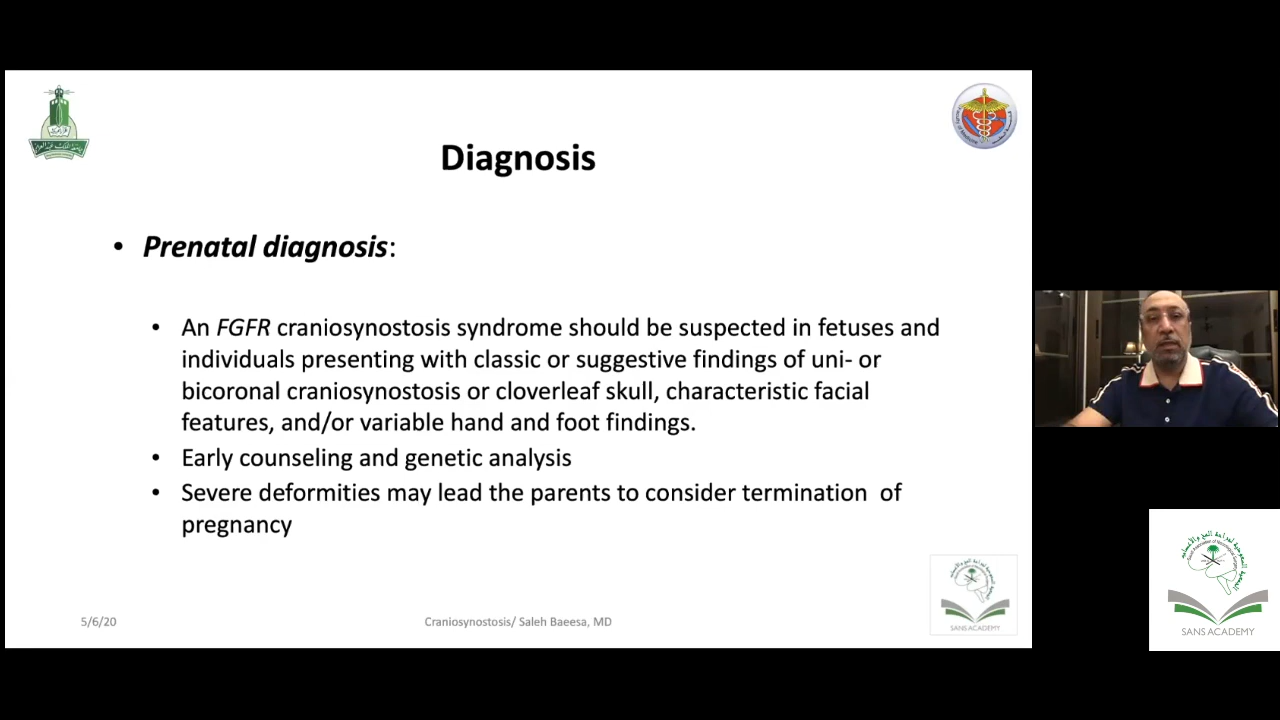 Diagnosis
• Prenatal diagnosis:
• An FGFR craniosynostosis syndrome should be suspected in fetuses and
individuals presenting with classic or suggestive findings of uni- or
bicoronal craniosynostosis or cloverleaf skull, characteristic facial
features, and/or variable hand and foot findings.
• Early counseling and genetic analysis
• Severe deformities may lead the parents to consider termination of
pregnancy
5/6/20
Craniosynostosis/ Saleh Baeesa, MD
SANS ACADEMY
SANS ACADEMY